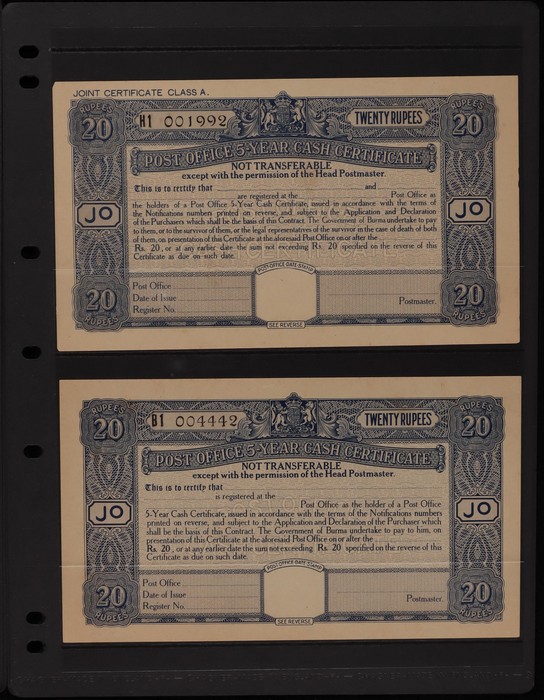 JOINT CERTIFICATE CLASS A.
RUPEES
20
H1 001992
TWENTY RUPEES
RUPEES
20
POST OFFICE 5-YEAR CASH CERTIFICATE
NOT TRANSFERABLE
except with the permission of the Head Postmaster.
This is to certify that and
are registered at the Post Office as
the holders of a Post Office 5-Year Cash Certificate, issued in accordance with the terms of
the Notifications numbers printed on reverse, and subject to the Application and Declaration
of the Purchasers which shall be the basis of this Contract. The Government of Burma undertake to pay
to them, or to the survivor of them, or the legal representatives of the survivor in the case of death of both
of them, on presentation of this Certificate at the aforesaid Post Office on or after the
Rs. 20, or at any earlier date the sum not exceeding Rs. 20 specified on the reverse of this
Certificate as due on such date.
JO
JO
POST OFFICE DATE STAMP
Post Office
Date of Issue
Register No.
Postmaster.
20
RUPEES
20
RUPEES
SEE REVERSE
RUPEES
20
B1 004442
TWENTY RUPEES
RUPEES
20
POST OFFICE 5-YEAR CASH CERTIFICATE
NOT TRANSFERABLE
except with the permission of the Head Postmaster.
This is to certify that
is registered at the
Post Office as the holder of a Post Office
5-Year Cash Certificate, issued in accordance with the terms of the Notifications numbers
printed on reverse, and subject to the Application and Declaration of the Purchaser which
shall be the basis of this Contract. The Government of Burma undertake to pay to him, on
presentation of this Certificate at the aforesaid Post Office on or after the
Rs. 20, or at any earlier date the sum not exceeding Rs. 20 specified on the reverse of this
Certificate as due on such date.
JO
JO
POST OFFICE DATE STAMP
Post Office
Date of Issue
Register No.
Postmaster.
20
RUPEES
20
RUPEES
SEE REVERSE